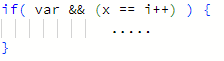 if( var && (x == i++) ) {
.....
}